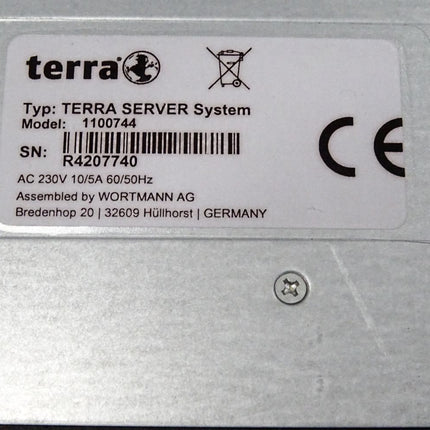 terra
Typ: TERRA SERVER System
Model: 1100744
SN:
R4207740
AC 230V 10/5A 60/50Hz
Assembled by WORTMANN AG
Bredenhop 20 | 32609 Hüllhorst | GERMANY
CE